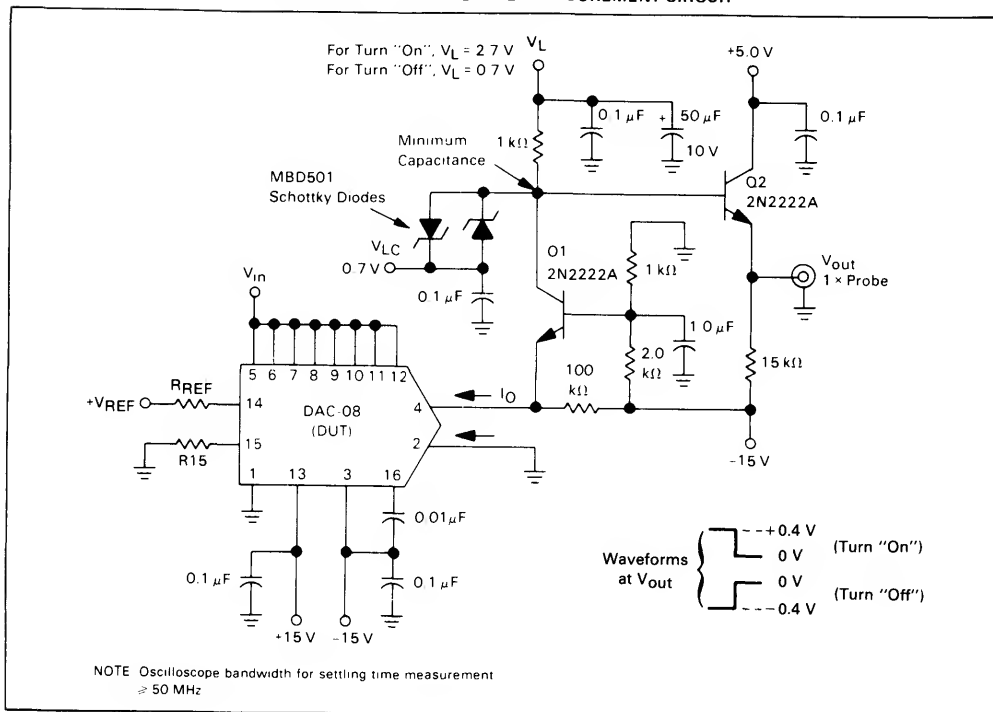 For Turn "On", VL = 2 7 V
For Turn "Off", VL = 0 7 V
VL
+5.0 V
0.1 μF
+ 50 μF
10 V
0.1 μF
1 kΩ
Minimum
Capacitance
MBD501
Schottky Diodes
Q2
2N2222A
VLC
0.7 V
0.1 μF
Q1
2N2222A
1 kΩ
Vout
1 × Probe
Vin
1 0 μF
2.0
kΩ
15 kΩ
100
kΩ
5 6 7 8 9 10 11 12
RREF
+VREF
14
DAC-08
(DUT)
4
IO
15
2
R15
-15 V
1 13 3 16
0.01 μF
0.1 μF
0.1 μF
+15 V
-15 V
Waveforms
at Vout
+0.4 V
0 V
(Turn "On")
0 V
-0.4 V
(Turn "Off")
NOTE Oscilloscope bandwidth for settling time measurement
⩾ 50 MHz